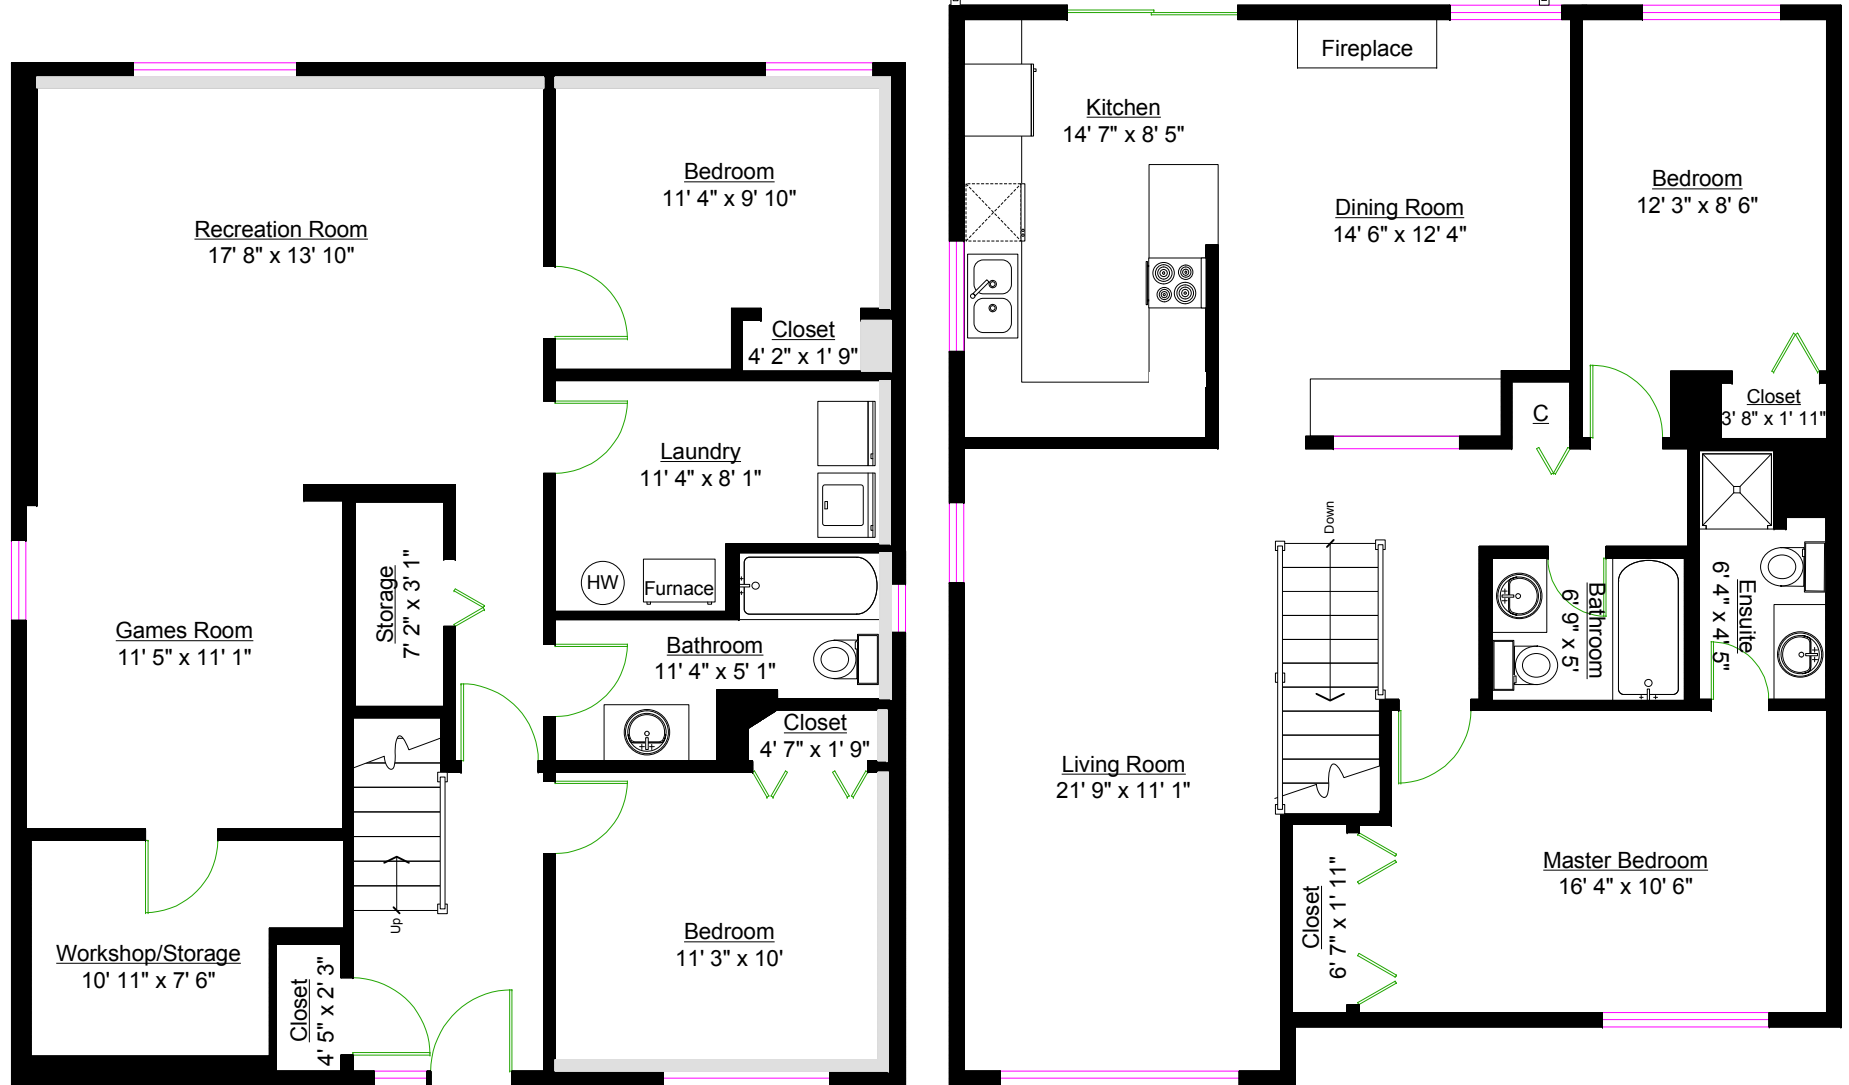 Recreation Room
17' 8" x 13' 10"
Bedroom
11' 4" x 9' 10"
Closet
4' 2" x 1' 9"
Laundry
11' 4" x 8' 1"
HW
Furnace
Storage
7' 2" x 3' 1"
Games Room
11' 5" x 11' 1"
Bathroom
11' 4" x 5' 1"
Closet
4' 7" x 1' 9"
Up
Workshop/Storage
10' 11" x 7' 6"
Closet
4' 5" x 2' 3"
Bedroom
11' 3" x 10'
Fireplace
Kitchen
14' 7" x 8' 5"
Dining Room
14' 6" x 12' 4"
Bedroom
12' 3" x 8' 6"
Closet
3' 8" x 1' 11"
C
Down
Bathroom
6' 9" x 5'
Ensuite
6' 4" x 4' 5"
Living Room
21' 9" x 11' 1"
Closet
6' 7" x 1' 11"
Master Bedroom
16' 4" x 10' 6"